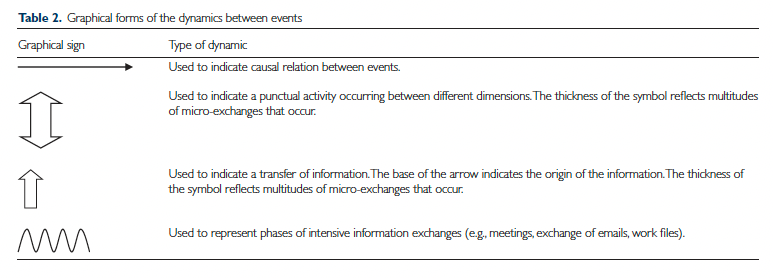 Table 2. Graphical forms of the dynamics between events
Graphical sign Type of dynamic
Used to indicate causal relation between events.
Used to indicate a punctual activity occurring between different dimensions. The thickness of the symbol reflects multitudes
of micro-exchanges that occur.
Used to indicate a transfer of information. The base of the arrow indicates the origin of the information. The thickness of
the symbol reflects multitudes of micro-exchanges that occur.
Used to represent phases of intensive information exchanges (e.g., meetings, exchange of emails, work files).